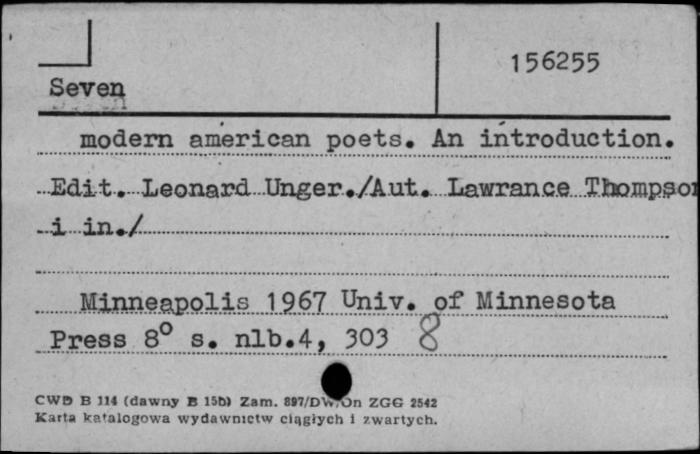 156255
Seven
modern american poets. An introduction.
Edit. Leonard Unger./Aut. Lawrance Thompson
i in./
Minneapolis 1967 Univ. of Minnesota
Press 8° s. nlb.4, 303 8
CWD B 114 (dawny B 15b) Zam. 897/DW/Dn ZGG 2542
Karta katalogowa wydawnictw ciągłych i zwartych.